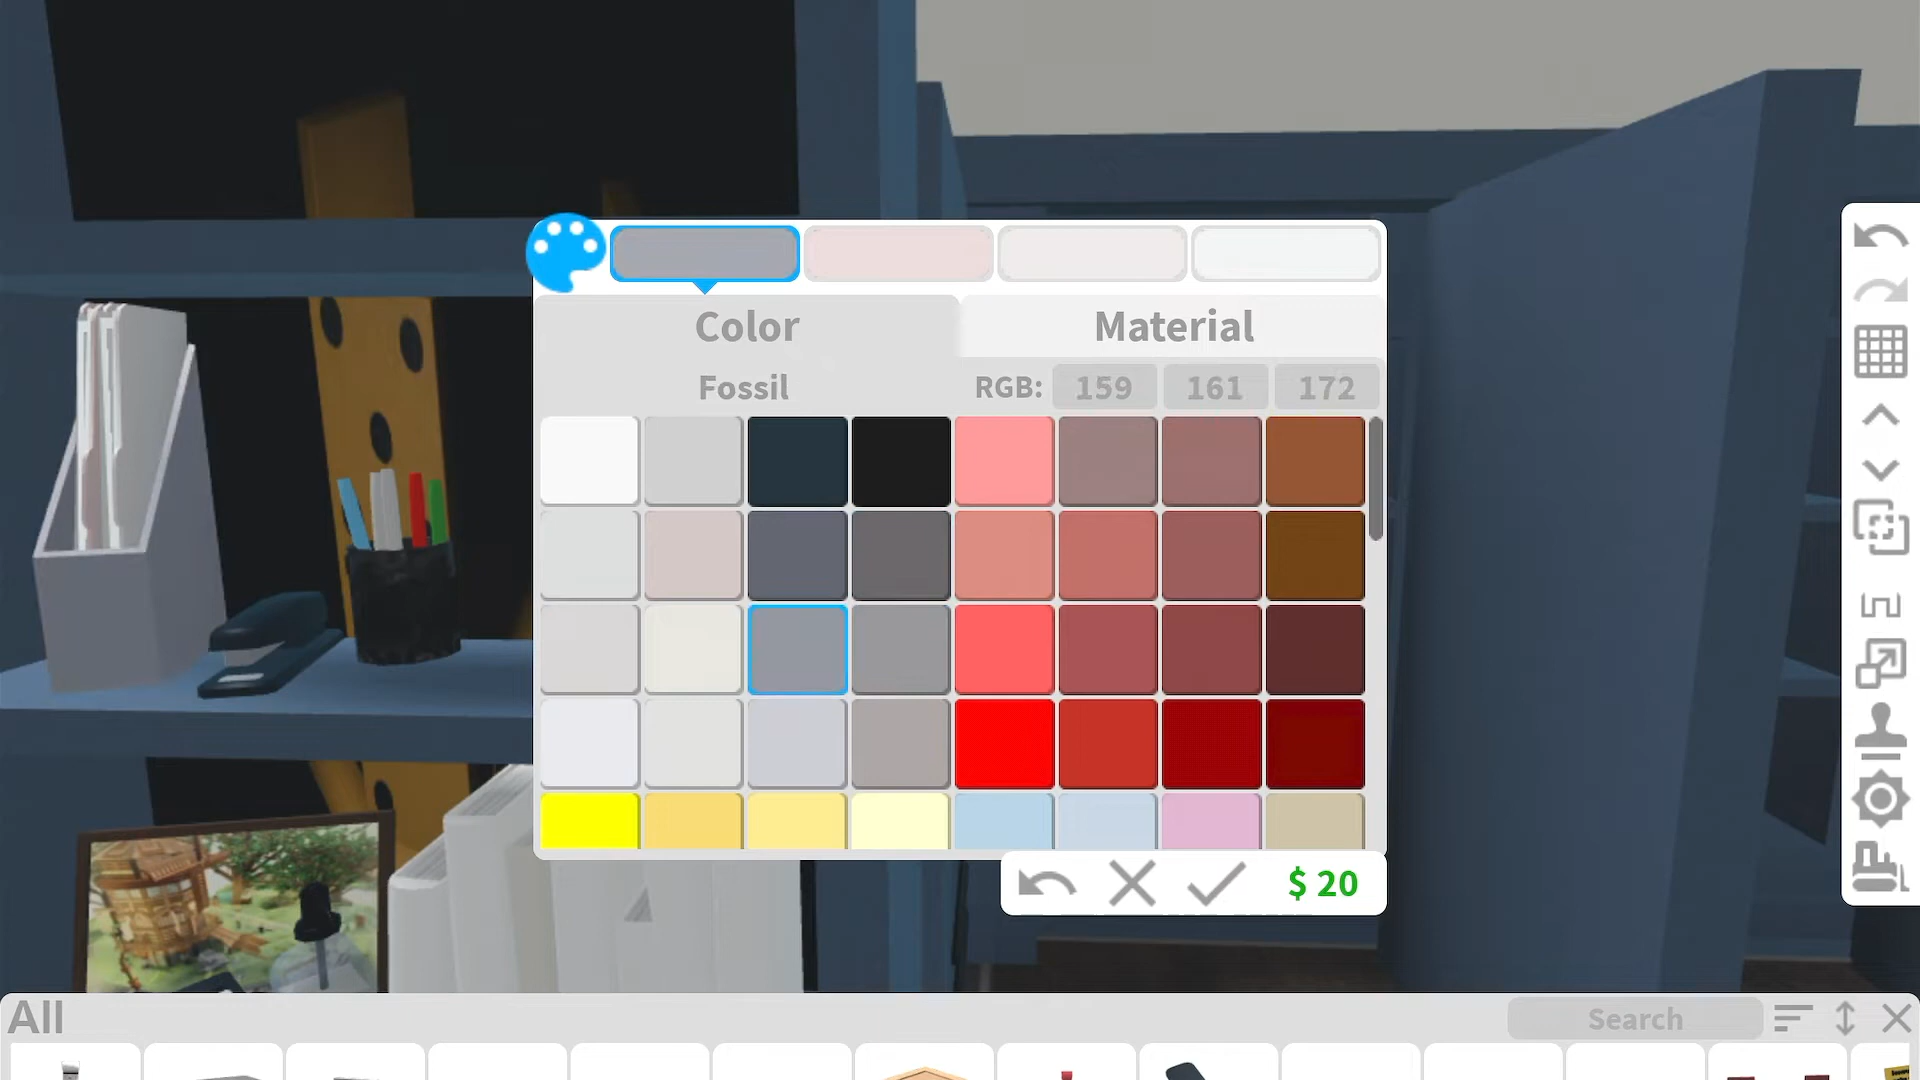 Color
Material
Fossil
RGB: 159 161 172
$ 20
All
Search